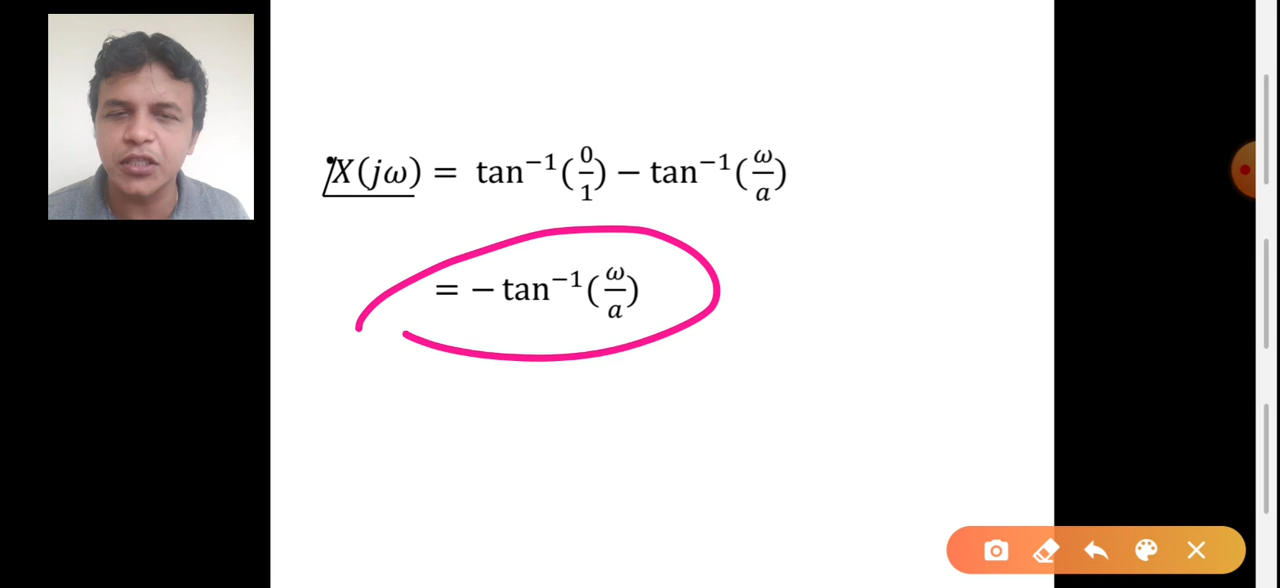 ∠X(jω) = tan⁻¹(0/1) − tan⁻¹(ω/a)
= − tan⁻¹(ω/a)